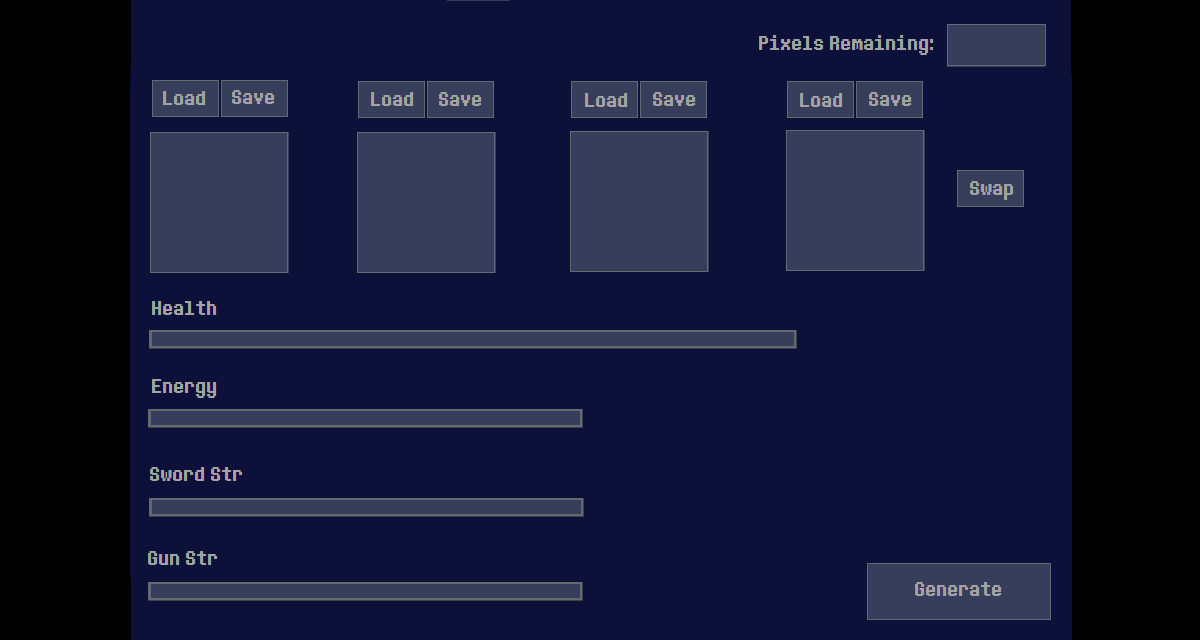 Pixels Remaining:
Load Save Load Save Load Save Load Save
Swap
Health
Energy
Sword Str
Gun Str
Generate